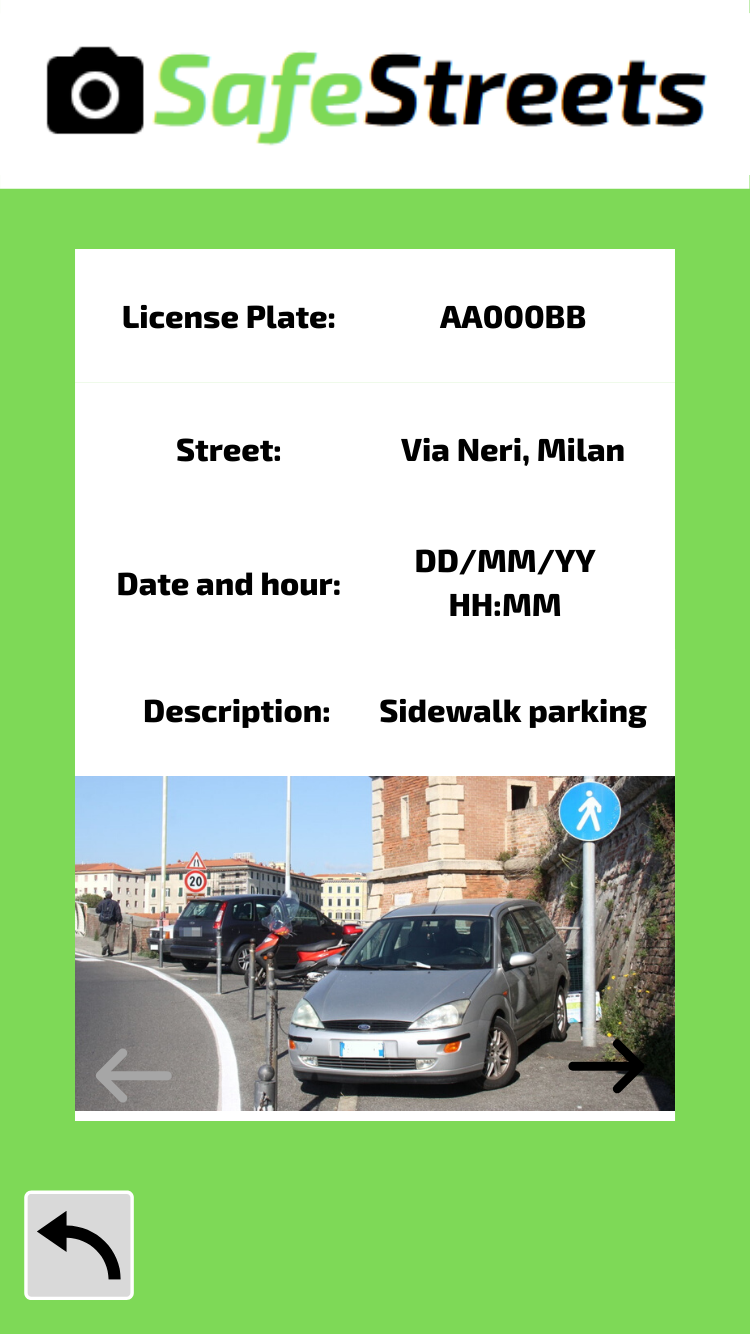 SafeStreets
License Plate: AA000BB
Street: Via Neri, Milan
Date and hour: DD/MM/YY
HH:MM
Description: Sidewalk parking
20